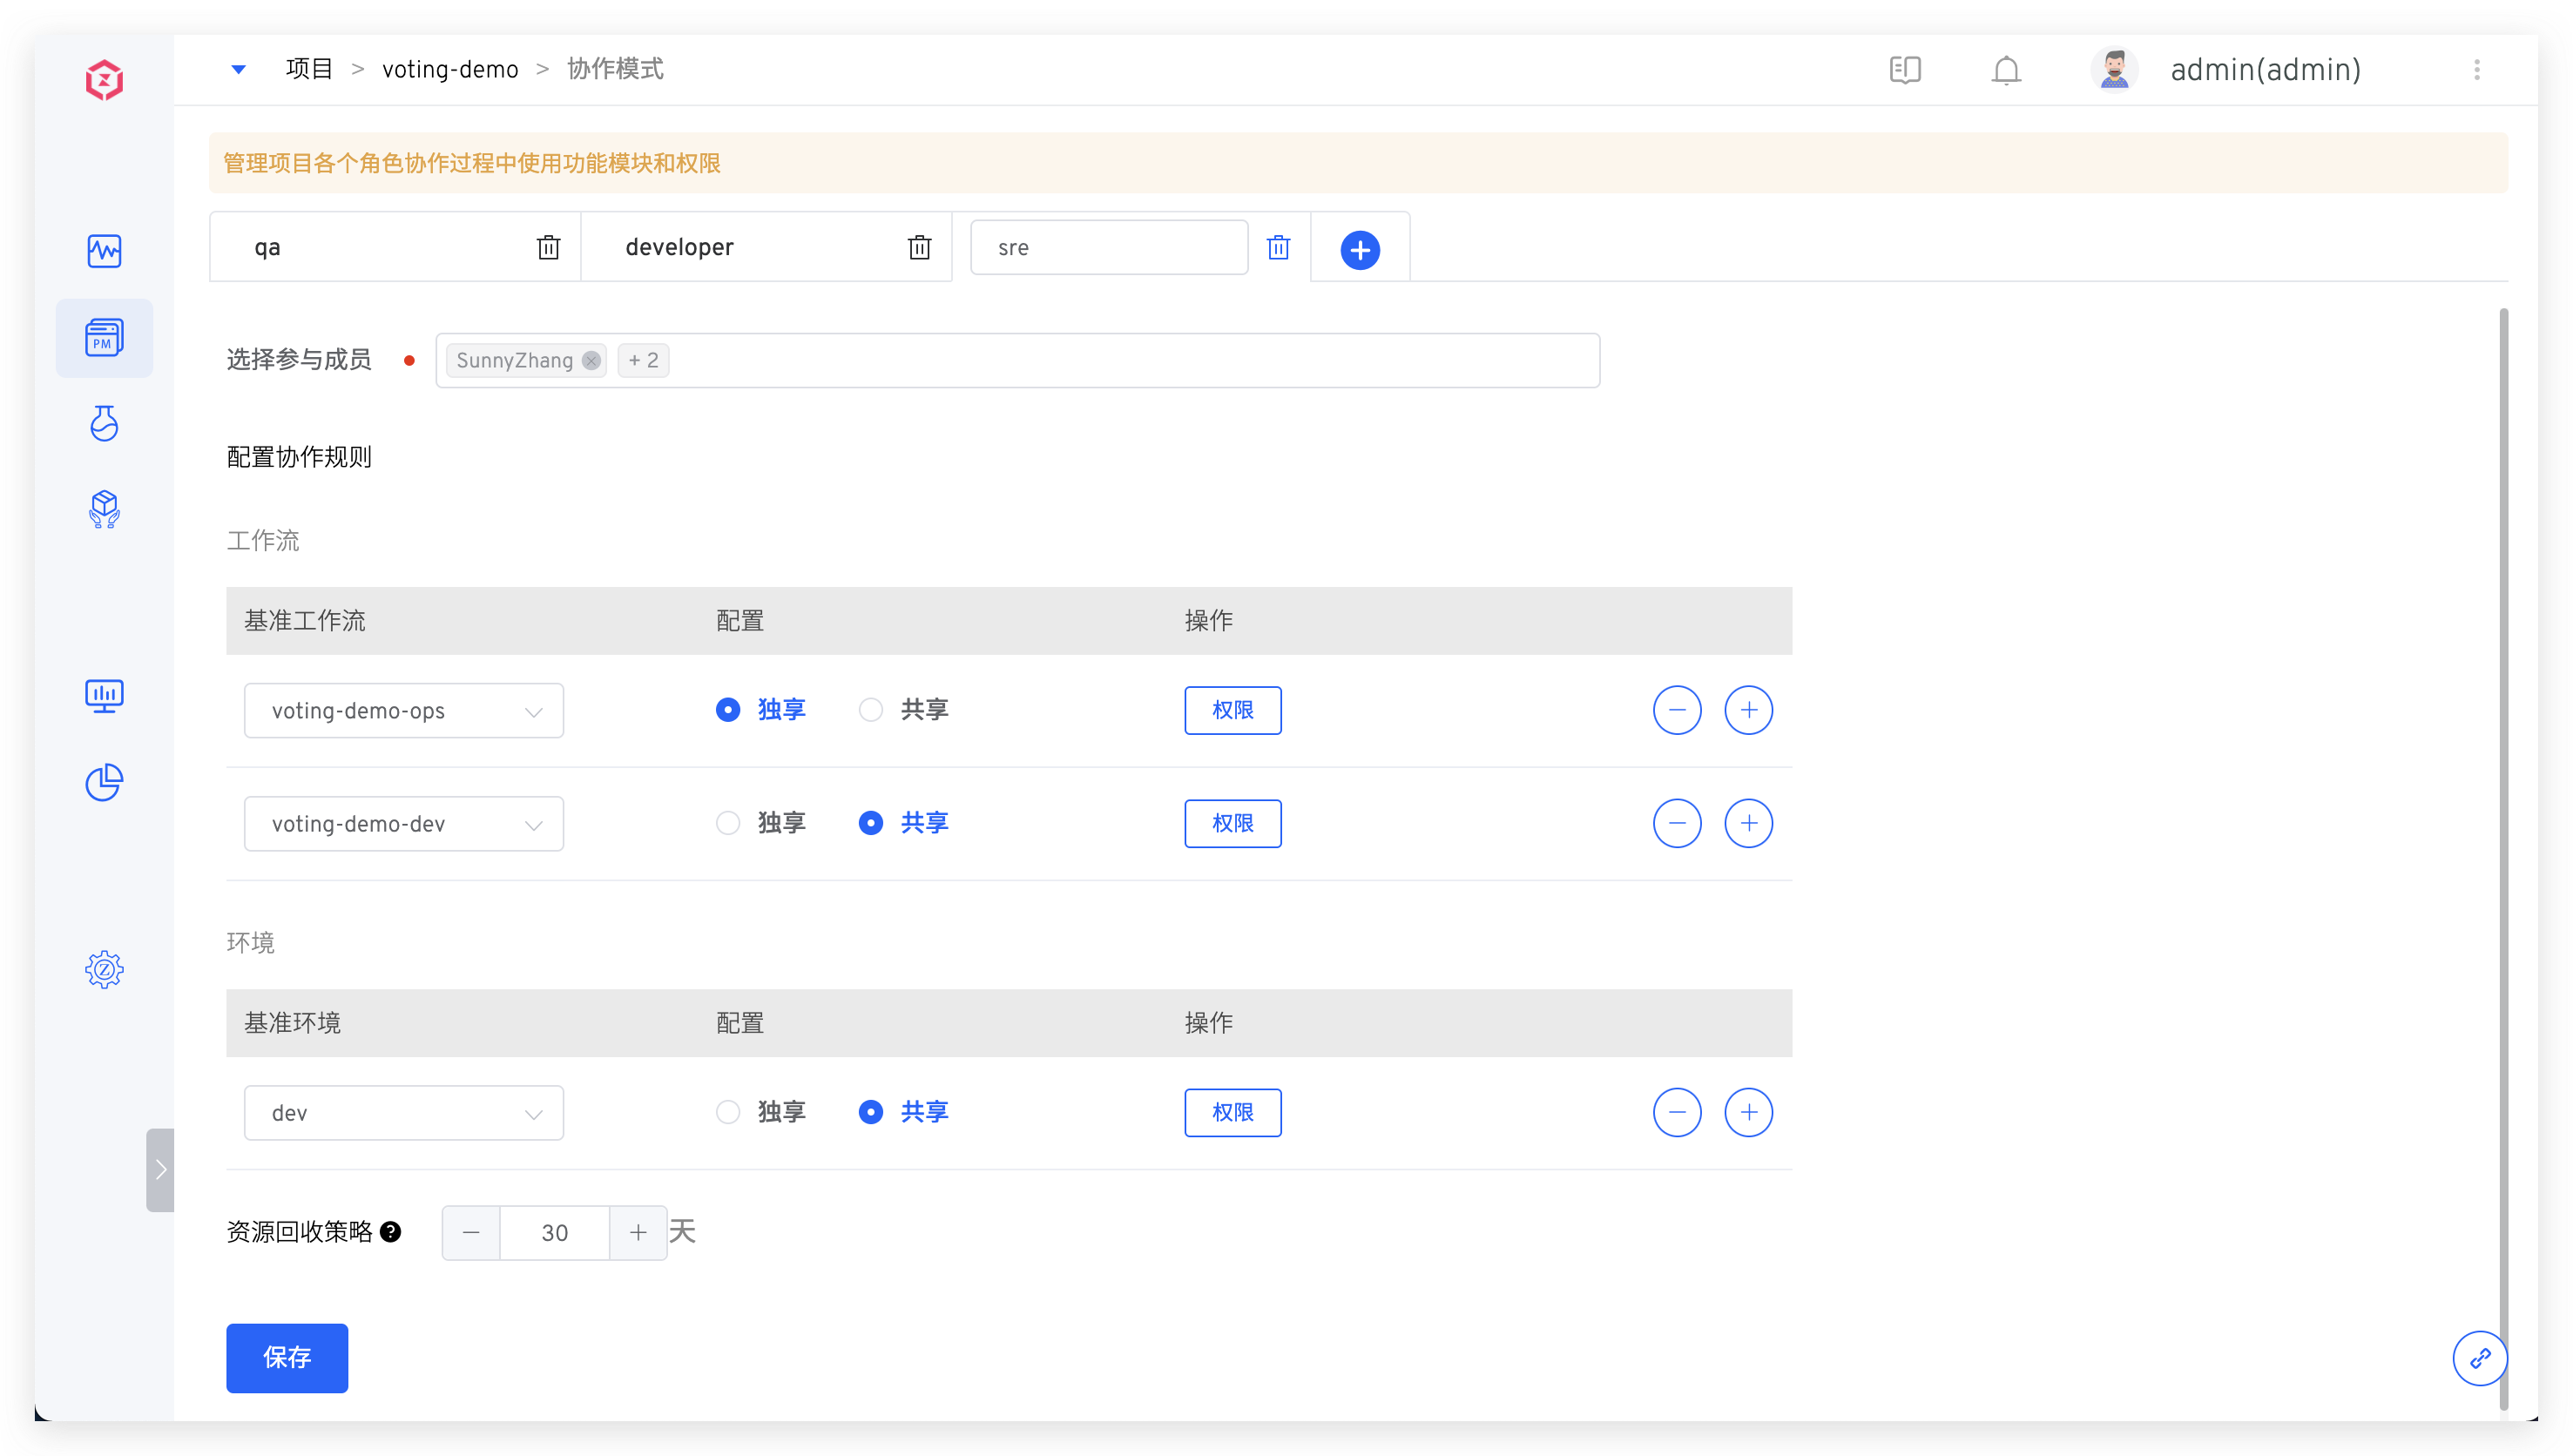 项目 > voting-demo > 协作模式
admin(admin)
管理项目各个角色协作过程中使用功能模块和权限
qa
developer
sre
PM
选择参与成员
SunnyZhang
+ 2
配置协作规则
工作流
基准工作流 配置 操作
voting-demo-ops 独享 共享 权限
voting-demo-dev 独享 共享 权限
环境
基准环境 配置 操作
dev 独享 共享 权限
资源回收策略 ? − 30 + 天
保存